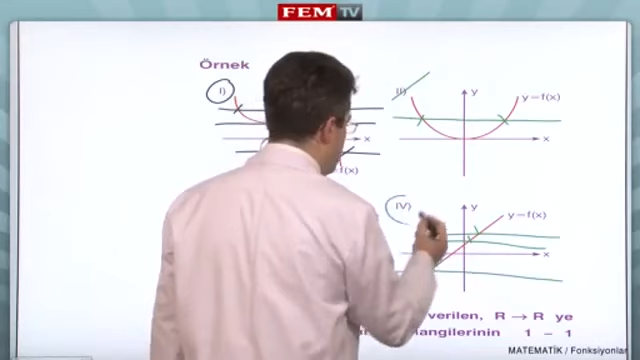 FEM TV
Örnek
I)
II)
y
y=f(x)
x
x
f(x)
IV)
y
y=f(x)
x
verilen, R → R ye
hangilerinin 1 - 1
MATEMATİK / Fonksiyonlar